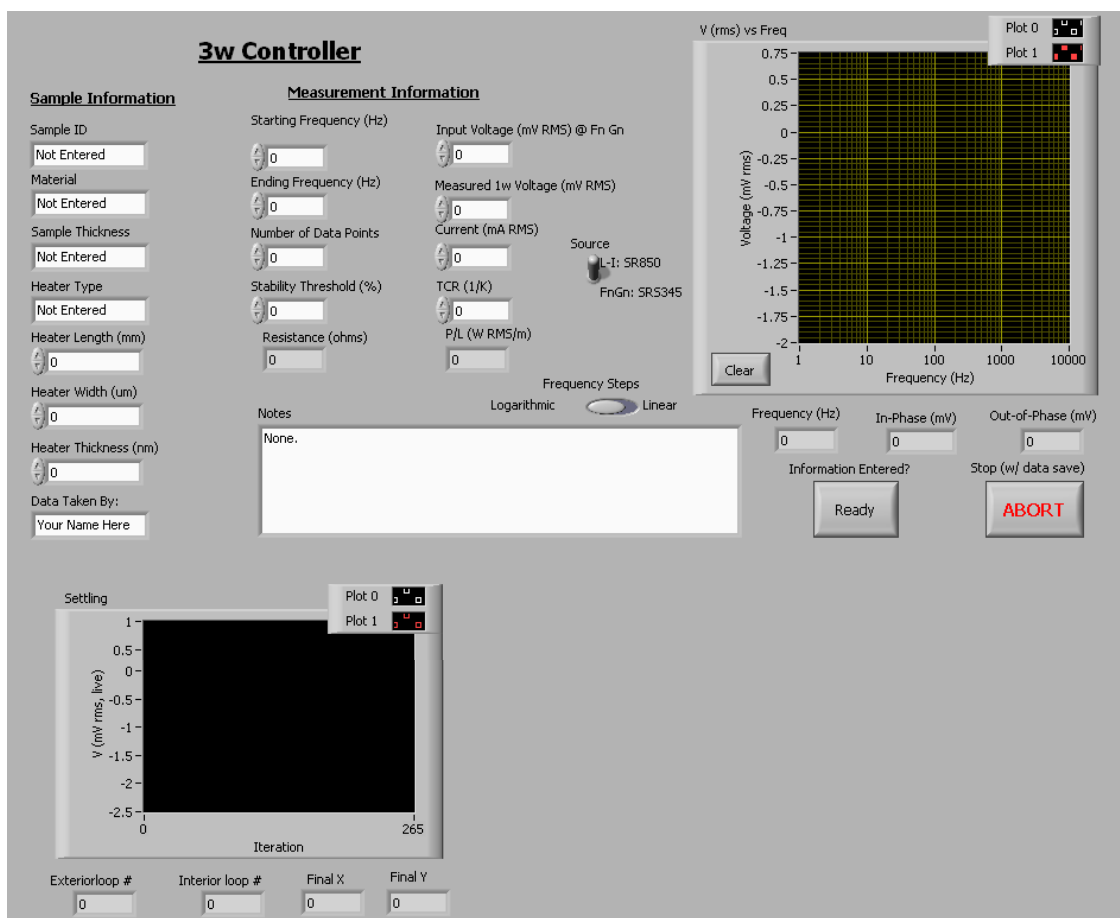 3w Controller
Sample Information
Sample ID
Not Entered
Material
Not Entered
Sample Thickness
Not Entered
Heater Type
Not Entered
Heater Length (mm)
0
Heater Width (um)
0
Heater Thickness (nm)
0
Data Taken By:
Your Name Here
Measurement Information
Starting Frequency (Hz)
0
Ending Frequency (Hz)
0
Number of Data Points
0
Stability Threshold (%)
0
Resistance (ohms)
0
Input Voltage (mV RMS) @ Fn Gn
0
Measured 1w Voltage (mV RMS)
0
Current (mA RMS)
0
TCR (1/K)
0
P/L (W RMS/m)
0
Source
L-I: SR850
FnGn: SRS345
Frequency Steps
Logarithmic Linear
Notes
None.
V (rms) vs Freq
Plot 0
Plot 1
0.75
0.5
0.25
0
-0.25
-0.5
-0.75
-1
-1.25
-1.5
-1.75
-2
Voltage (mV rms)
1 10 100 1000 10000
Frequency (Hz)
Clear
Frequency (Hz)
0
In-Phase (mV)
0
Out-of-Phase (mV)
0
Information Entered?
Ready
Stop (w/ data save)
ABORT
Settling
Plot 0
Plot 1
1
0.5
0
-0.5
-1
-1.5
-2
-2.5
V (mV rms, live)
0 265
Iteration
Exteriorloop #
0
Interior loop #
0
Final X
0
Final Y
0